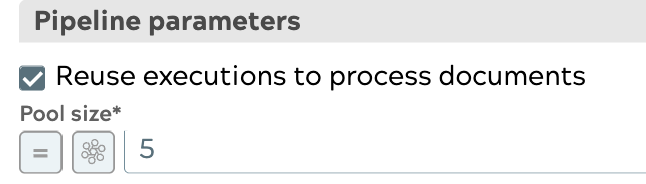 Pipeline parameters
Reuse executions to process documents
Pool size*
= 5